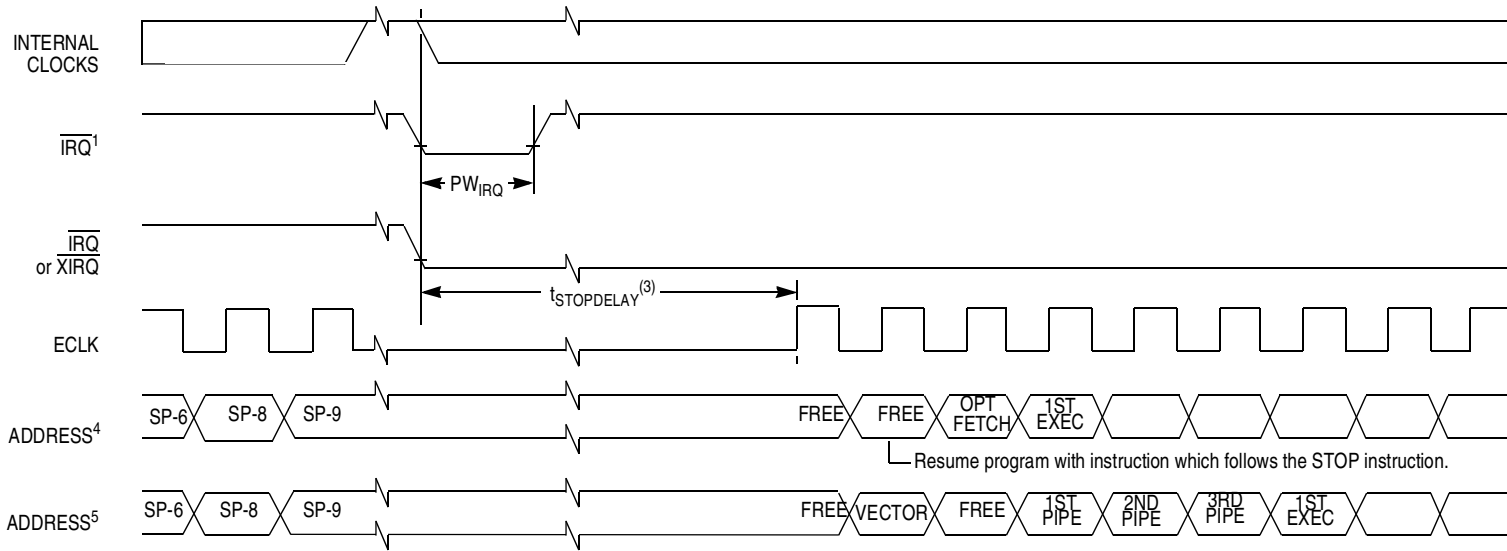 INTERNAL
CLOCKS
IRQ1
PWIRQ
IRQ
or XIRQ
tSTOPDELAY(3)
ECLK
ADDRESS4
SP-6 SP-8 SP-9 FREE FREE OPT FETCH 1ST EXEC
Resume program with instruction which follows the STOP instruction.
ADDRESS5
SP-6 SP-8 SP-9 FREE VECTOR FREE 1ST PIPE 2ND PIPE 3RD PIPE 1ST EXEC